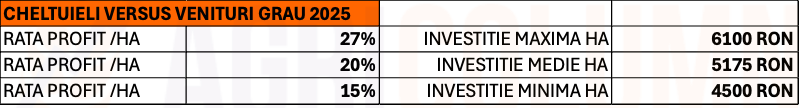 CHELTUIELI VERSUS VENITURI GRAU 2025
RATA PROFIT /HA 27% INVESTITIE MAXIMA HA 6100 RON
RATA PROFIT /HA 20% INVESTITIE MEDIE HA 5175 RON
RATA PROFIT /HA 15% INVESTITIE MINIMA HA 4500 RON